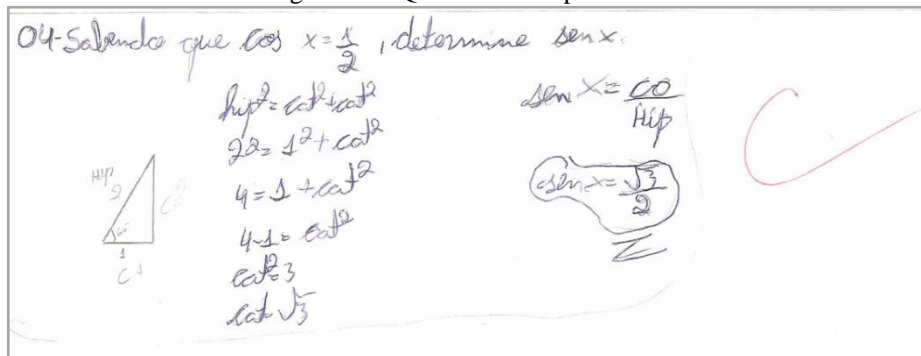 04-Sabendo que cos x = 1/2, determine sen x.
hip² = cat² + cat²
2² = 1² + cat²
4 = 1 + cat²
4-1 = cat²
cat² = 3
cat = √3
sen x = CO/Hip
sen x = √3/2
Hip
2
60°
1
CA